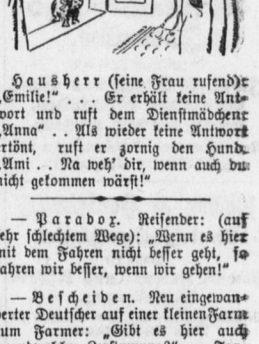 Hausherr (seine Frau rufend):
„Emilie!“ . . . Er erhält keine Ant-
wort und ruft dem Dienstmädchen:
„Anna“ . . Als wieder keine Antwort
ertönt, ruft er zornig den Hund.
„Ami . . Na weh’ dir, wenn auch du
nicht gekommen wärst!“
— Paradox. Reisender: (auf
sehr schlechtem Wege): „Wenn es hier
mit dem Fahren nicht besser geht, so
fahren wir besser, wenn wir gehen!“
— Bescheiden. Neu eingewan-
derter Deutscher auf einer kleinen Farm
zum Farmer: „Gibt es hier auch